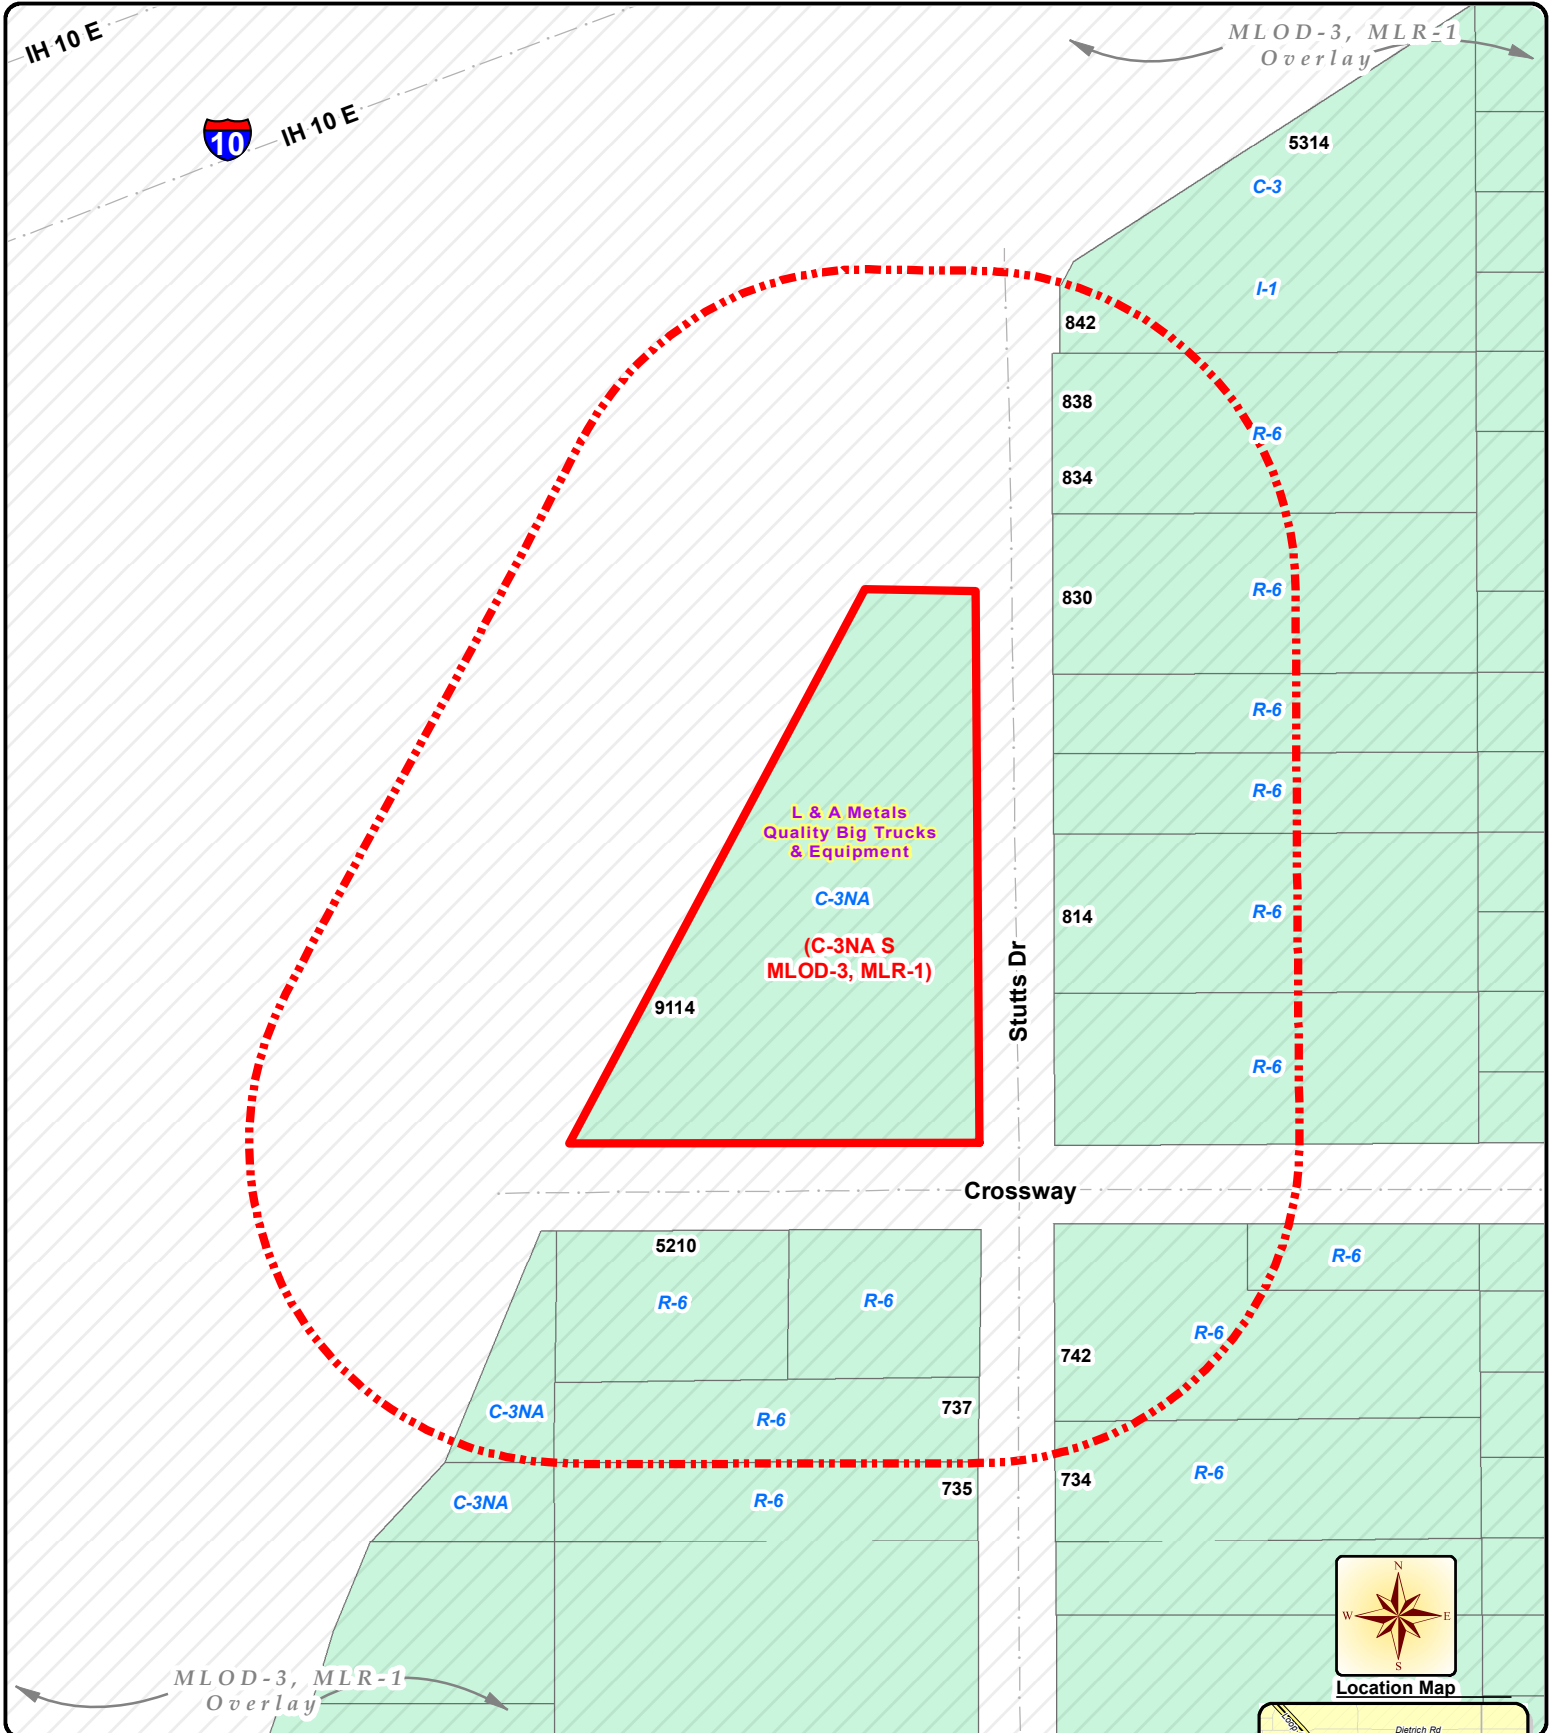 IH 10 E
MLOD-3, MLR-1
Overlay
10
IH 10 E
5314
C-3
I-1
842
838
R-6
834
830
R-6
R-6
R-6
L & A Metals
Quality Big Trucks
& Equipment
C-3NA
(C-3NA S
MLOD-3, MLR-1)
814
R-6
Stutts Dr
9114
R-6
Crossway
5210
R-6
R-6
R-6
R-6
742
C-3NA
R-6
737
C-3NA
R-6
735
734
R-6
N
W
E
S
MLOD-3, MLR-1
Overlay
Location Map
Loop
Dietrich Rd